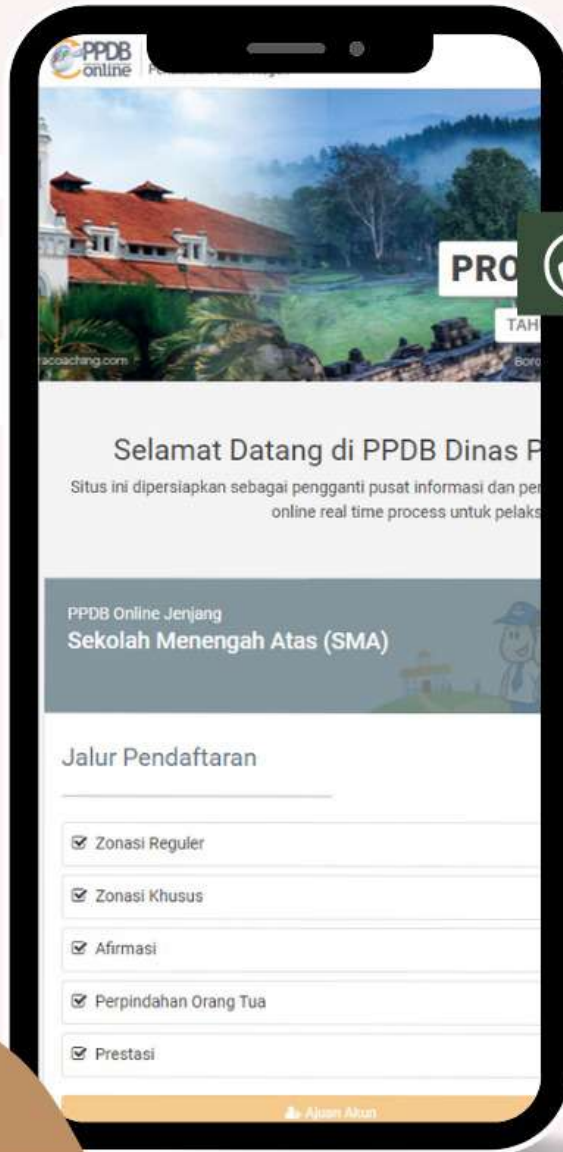 PPDB
online
PRO
TAH
acoaching.com
Boro
Selamat Datang di PPDB Dinas P
Situs ini dipersiapkan sebagai pengganti pusat informasi dan pe
online real time process untuk pelaks
PPDB Online Jenjang
Sekolah Menengah Atas (SMA)
Jalur Pendaftaran
Zonasi Reguler
Zonasi Khusus
Afirmasi
Perpindahan Orang Tua
Prestasi
Ajuan Akun